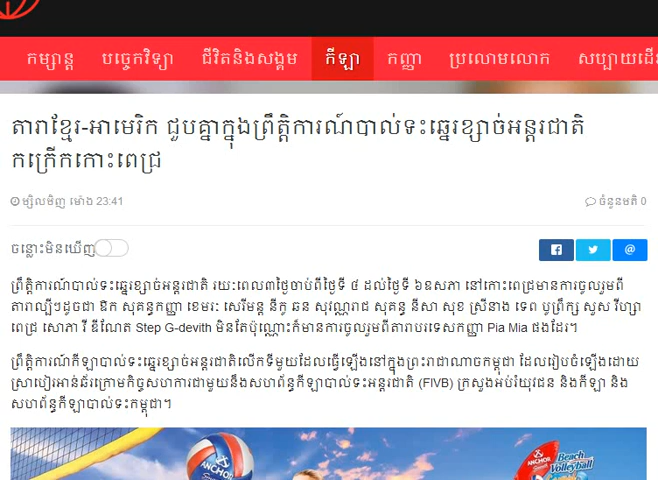 កម្សាន្ត បច្ចេកវិទ្យា ជីវិតនិងសង្គម កីឡា កញ្ញា ប្រលោមលោក សប្បាយដើរ
តារាខ្មែរ-អាមេរិក ជួបគ្នាក្នុងព្រឹត្តិការណ៍បាល់ទះឆ្នេរខ្សាច់អន្តរជាតិ
កក្រើកកោះពេជ្រ
ម្សិលមិញ ម៉ោង 23:41 ចំនួនមតិ 0
ចន្លោះមិនឃើញ
ព្រឹត្តិការណ៍បាល់ទះឆ្នេរខ្សាច់អន្តរជាតិ រយៈពេល៣ថ្ងៃចាប់ពីថ្ងៃទី ៨ ដល់ថ្ងៃទី ៦ឧសភា នៅកោះពេជ្រមានការចូលរួមពី
តារាល្បីៗដូចជា ឱក សុគន្ធកញ្ញា ខេមរៈ សេរីមន្ត នីកូ ឆន សុវណ្ណរាជ សុគន្ធ នីសា សុខ ស្រីនាង ទេព បូព្រឹក្ស សួស វីហ្សា
ពេជ្រ សោភា វី ឌីណែត Step G-devith មិនតែប៉ុណ្ណោះក៏មានការចូលរួមពីតារាបរទេសកញ្ញា Pia Mia ផងដែរ។
ព្រឹត្តិការណ៍កីឡាបាល់ទះឆ្នេរខ្សាច់អន្តរជាតិលើកទីមួយដែលធ្វើឡើងនៅក្នុងព្រះរាជាណាចកម្ពុជា ដែលរៀបចំឡើងដោយ
ស្រាបៀរអាន់ឆ័រក្រោមកិច្ចសហការជាមួយនឹងសហព័ន្ធកីឡាបាល់ទះអន្តរជាតិ (FIVB) ក្រសួងអប់រំយុវជន និងកីឡា និង
សហព័ន្ធកីឡាបាល់ទះកម្ពុជា។
ANCHOR
ANCHOR
Beach
Volleyball